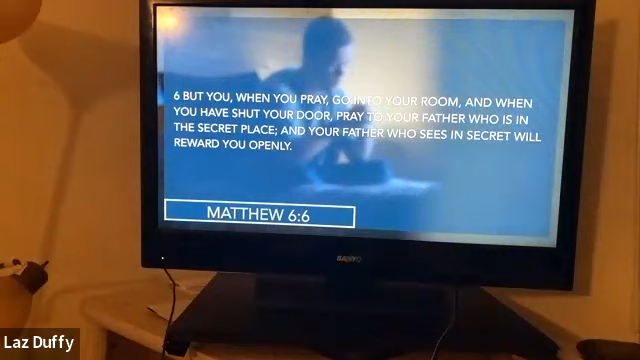 6 BUT YOU, WHEN YOU PRAY, GO INTO YOUR ROOM, AND WHEN
YOU HAVE SHUT YOUR DOOR, PRAY TO YOUR FATHER WHO IS IN
THE SECRET PLACE; AND YOUR FATHER WHO SEES IN SECRET WILL
REWARD YOU OPENLY.
MATTHEW 6:6
SANYO
Laz Duffy